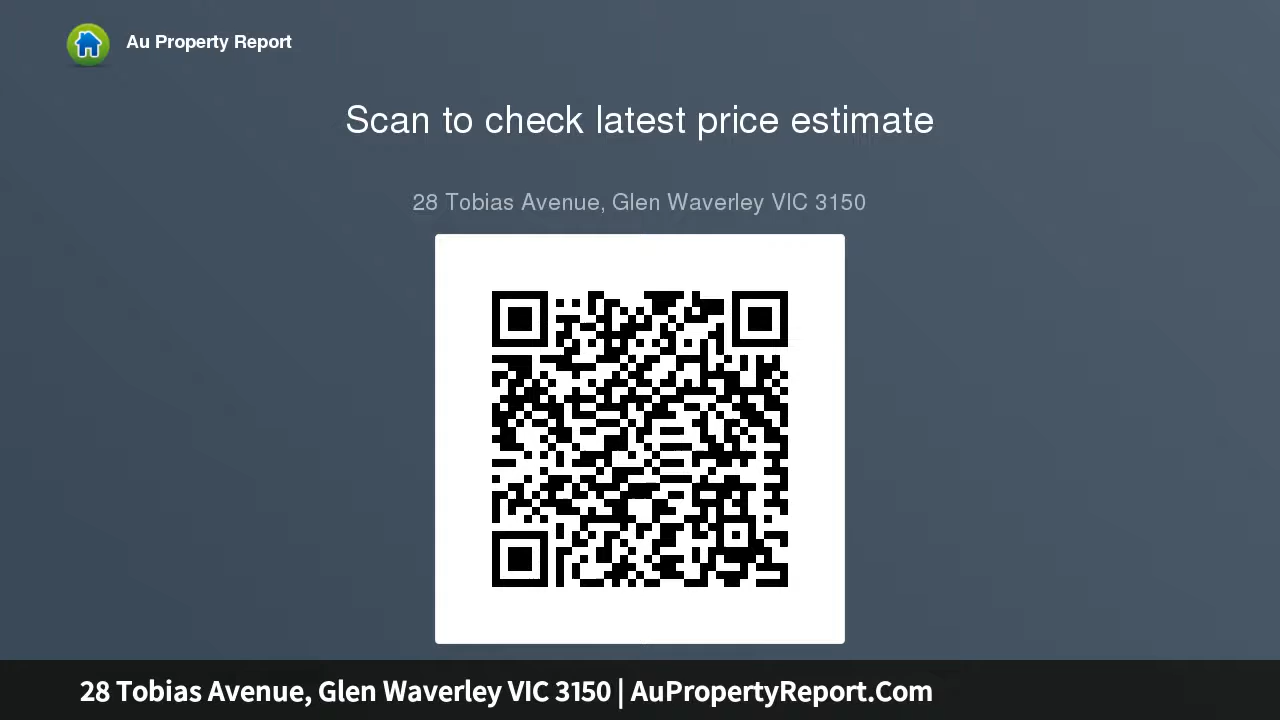 Au Property Report
Scan to check latest price estimate
28 Tobias Avenue, Glen Waverley VIC 3150
28 Tobias Avenue, Glen Waverley VIC 3150 | AuPropertyReport.Com